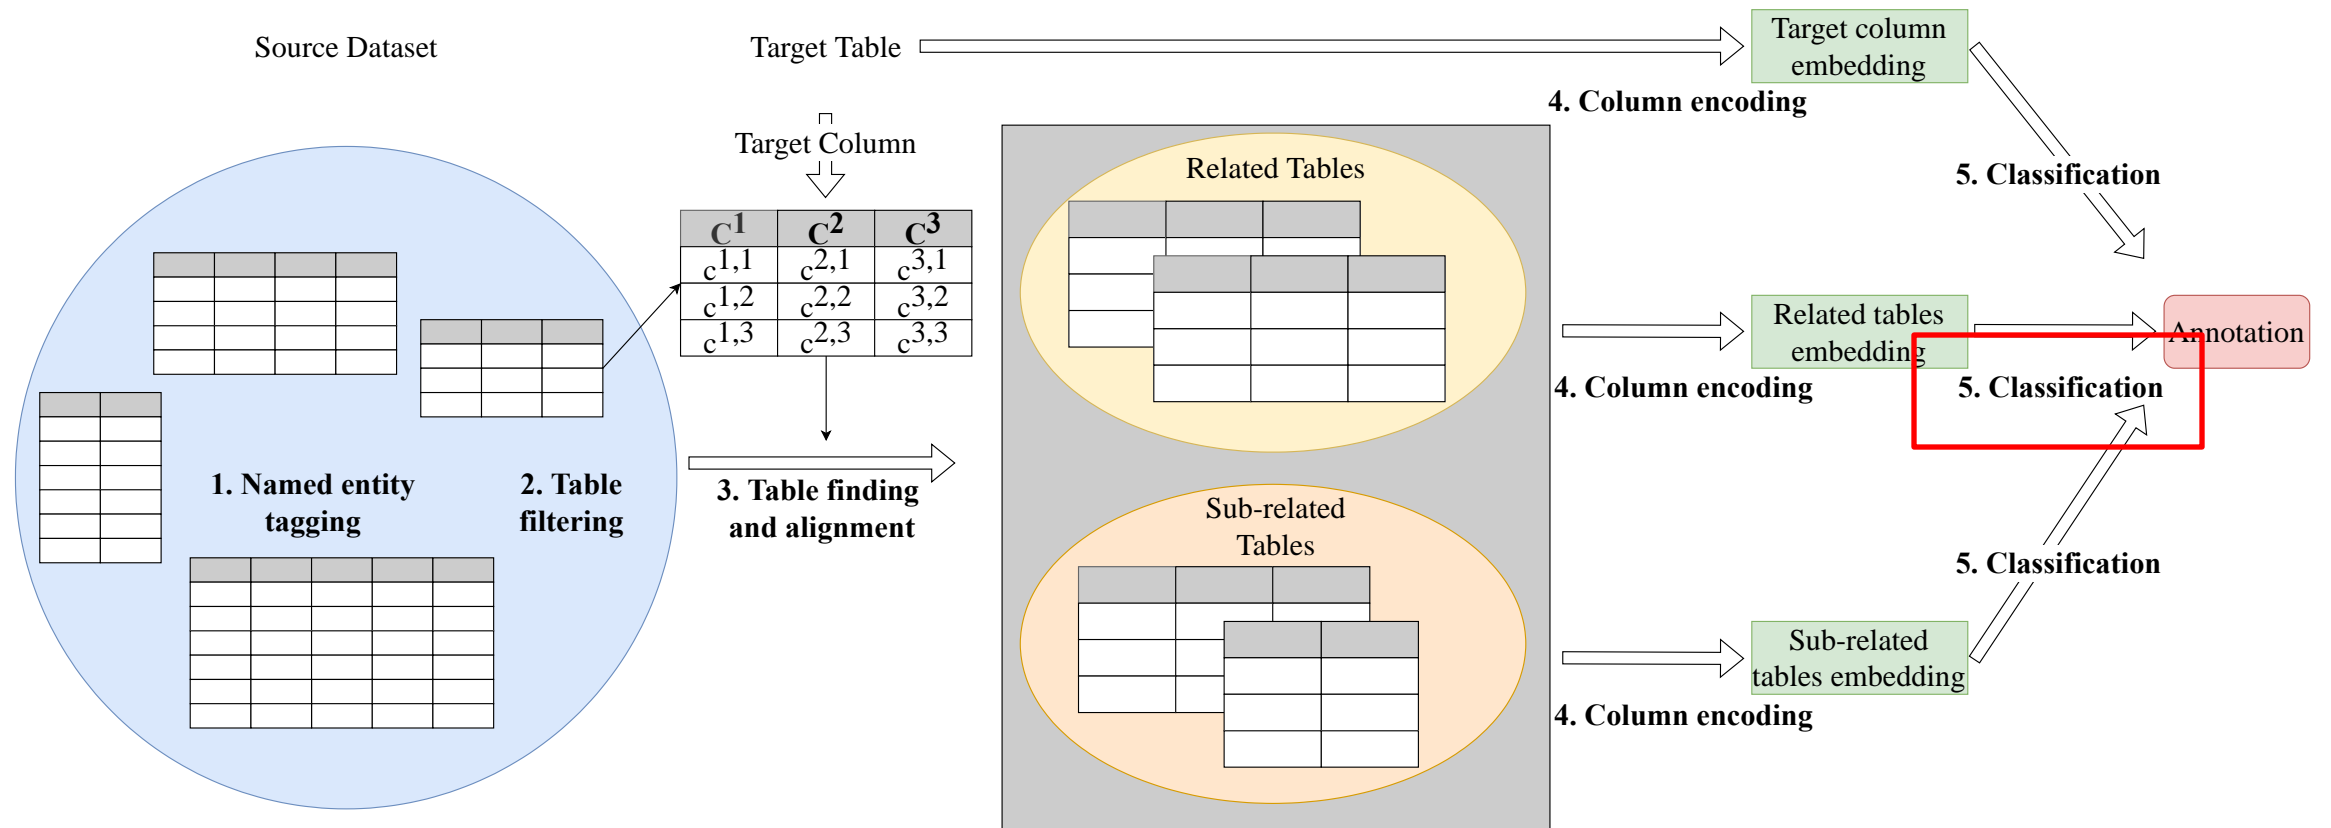 Source Dataset
Target Table
Target column
embedding
4. Column encoding
Target Column
5. Classification
Related Tables
C1 C2 C3
c1,1 c2,1 c3,1
c1,2 c2,2 c3,2
c1,3 c2,3 c3,3
Related tables
embedding
Annotation
4. Column encoding
5. Classification
1. Named entity
tagging
2. Table
filtering
3. Table finding
and alignment
Sub-related
Tables
5. Classification
Sub-related
tables embedding
4. Column encoding